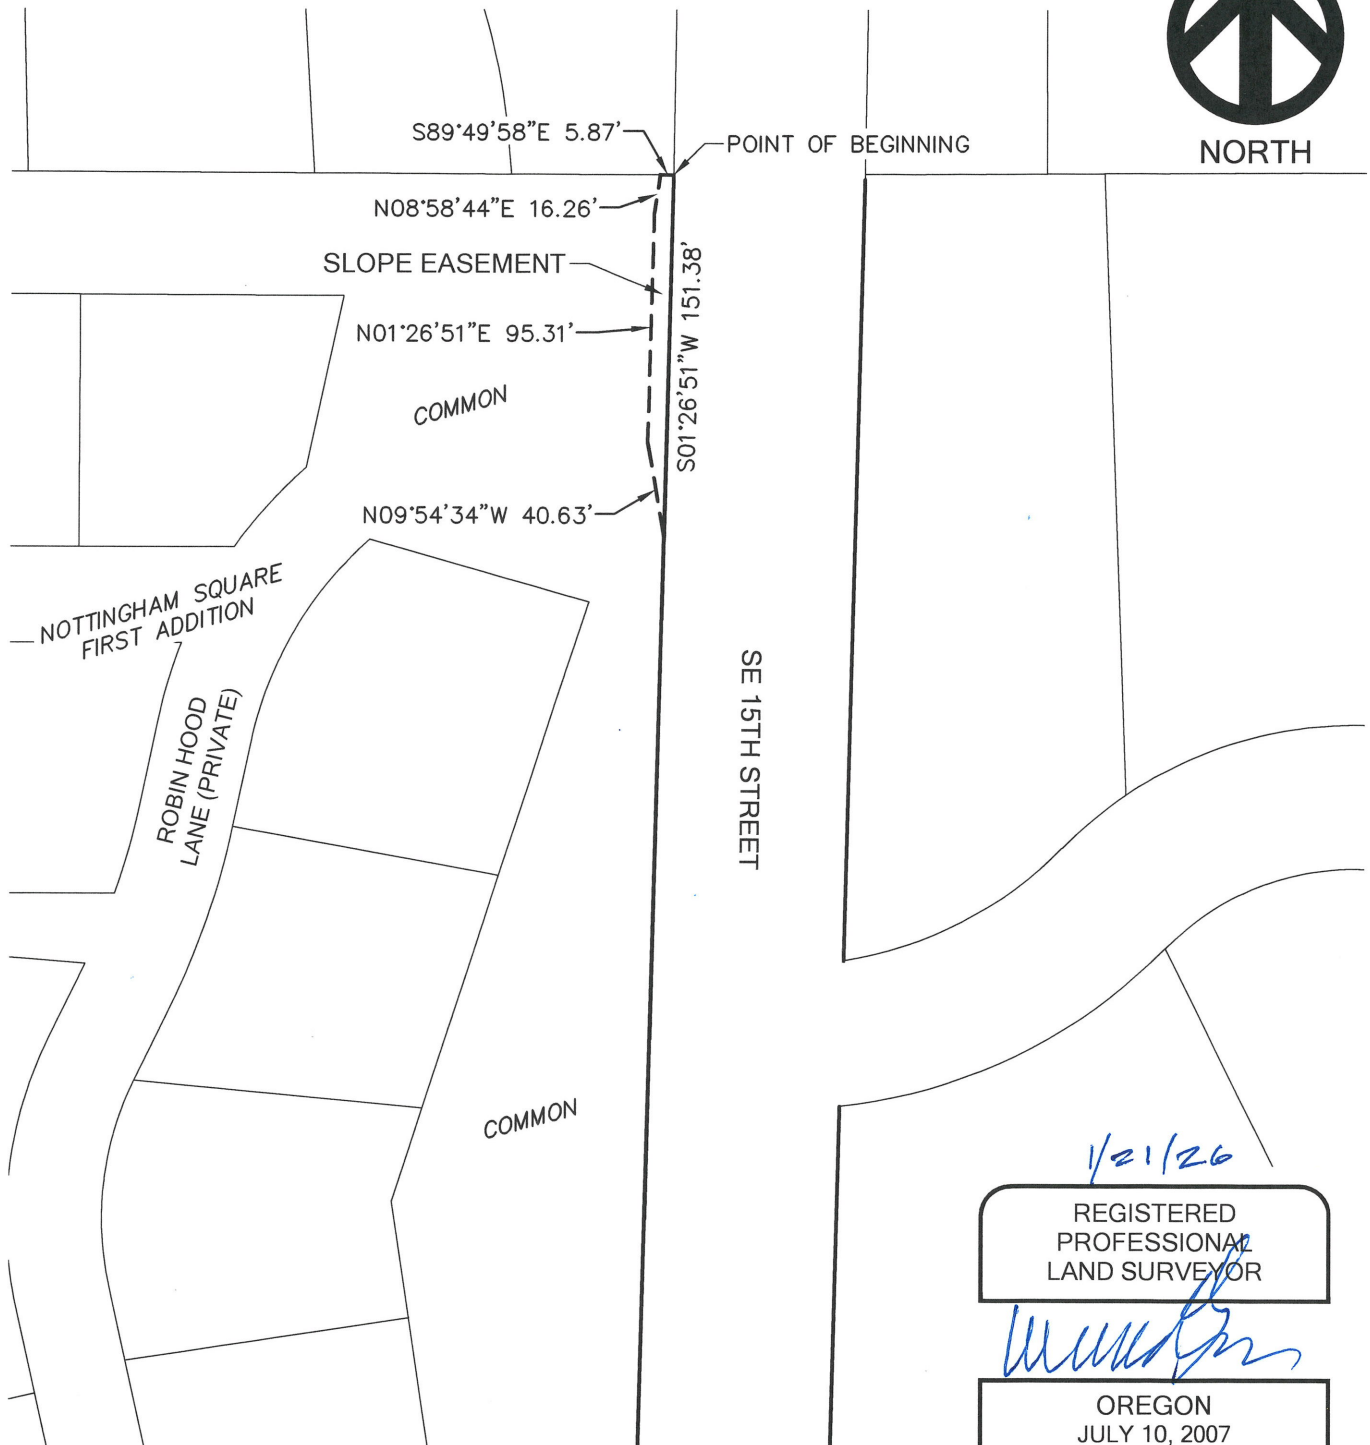 NORTH
S89°49'58"E 5.87'
POINT OF BEGINNING
N08°58'44"E 16.26'
SLOPE EASEMENT
S01°26'51"W 151.38'
N01°26'51"E 95.31'
COMMON
N09°54'34"W 40.63'
NOTTINGHAM SQUARE
FIRST ADDITION
SE 15TH STREET
ROBIN HOOD
LANE (PRIVATE)
COMMON
1/21/26
REGISTERED
PROFESSIONAL
LAND SURVEYOR
OREGON
JULY 10, 2007